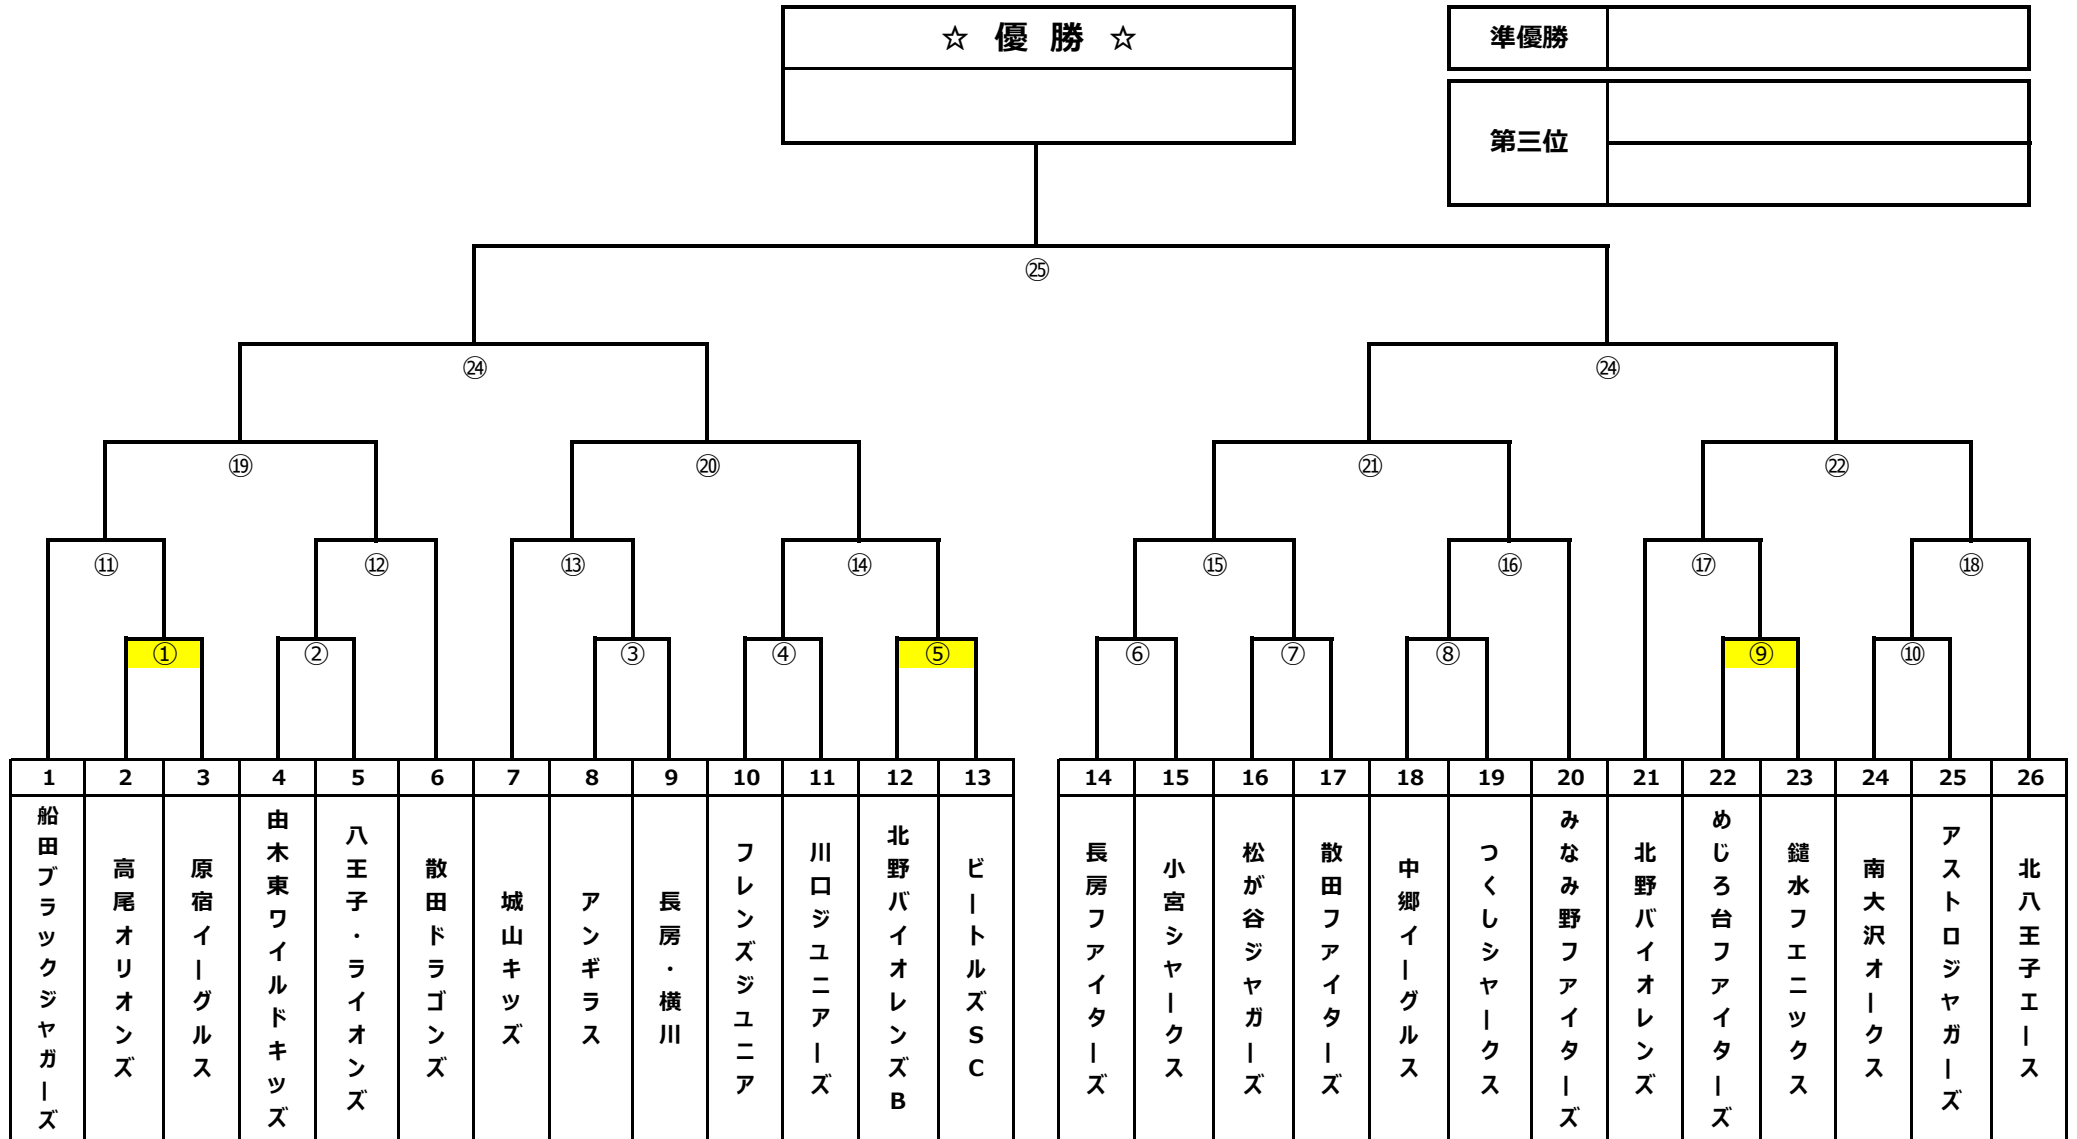 ☆ 優 勝 ☆
準優勝
第三位
㉕
㉔
㉔
⑲
⑳
㉑
㉒
⑪
⑫
⑬
⑭
⑮
⑯
⑰
⑱
①
②
③
④
⑤
⑥
⑦
⑧
⑨
⑩
1
2
3
4
5
6
7
8
9
10
11
12
13
14
15
16
17
18
19
20
21
22
23
24
25
26
船田ブラックジャガーズ
高尾オリオンズ
原宿イーグルス
由木東ワイルドキッズ
八王子・ライオンズ
散田ドラゴンズ
城山キッズ
アンギラス
長房・横川
フレンズジュニア
川口ジュニアーズ
北野バイオレンズB
ビートルズSC
長房ファイターズ
小宮シャークス
松が谷ジャガーズ
散田ファイターズ
中郷イーグルス
つくしシャークス
みなみ野ファイターズ
北野バイオレンズ
めじろ台ファイターズ
鑓水フエニックス
南大沢オークス
アストロジャガーズ
北八王子エース